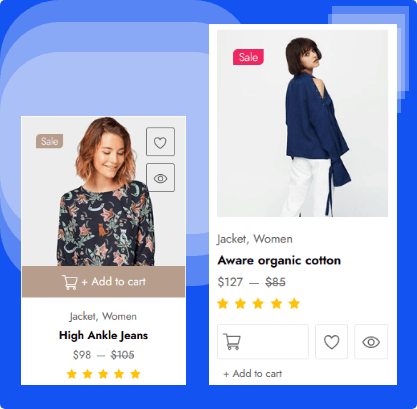 Sale
+ Add to cart
Jacket, Women
High Ankle Jeans
$98 — $105
Sale
Jacket, Women
Aware organic cotton
$127 — $85
+ Add to cart